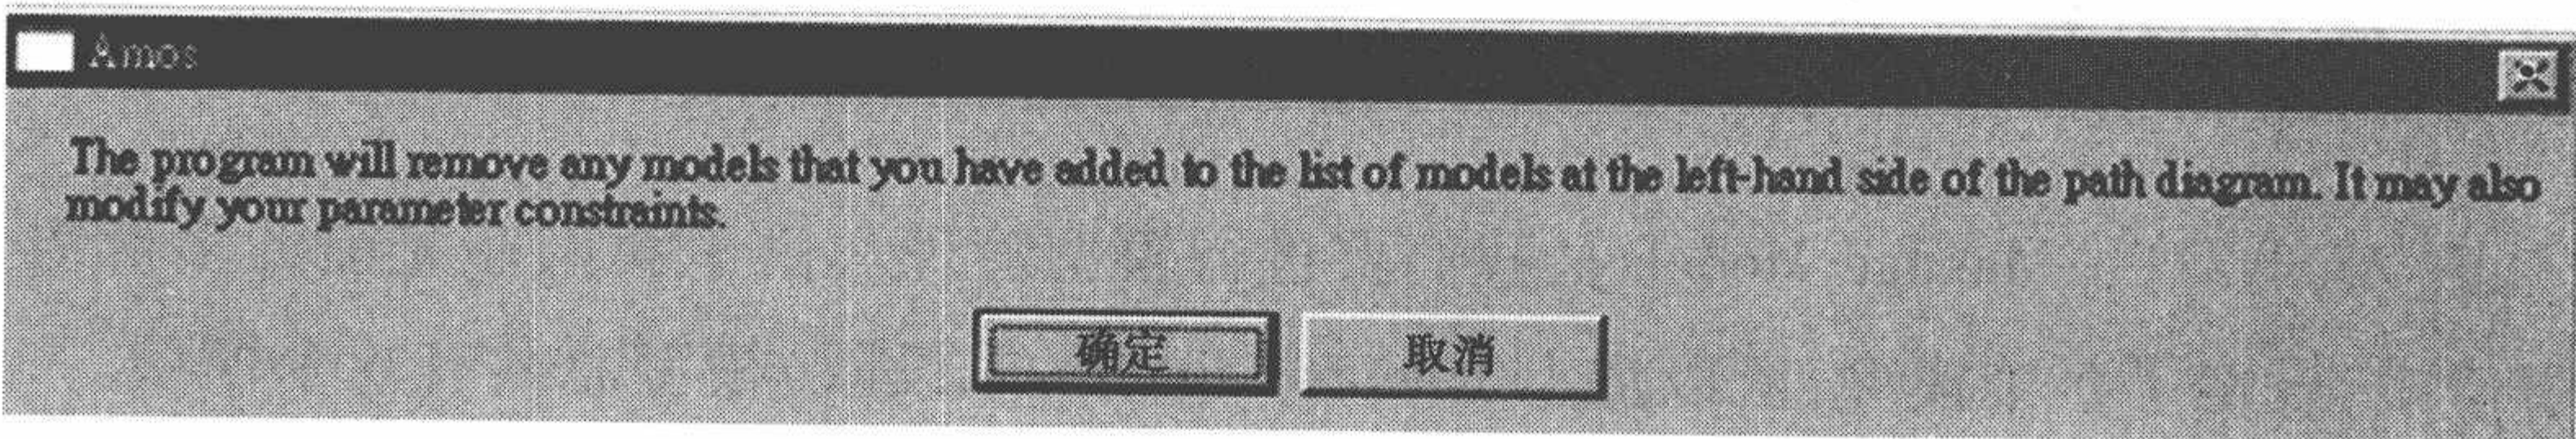 Amos
The program will remove any models that you have added to the list of models at the left-hand side of the path diagram. It may also
modify your parameter constraints.
确定
取消